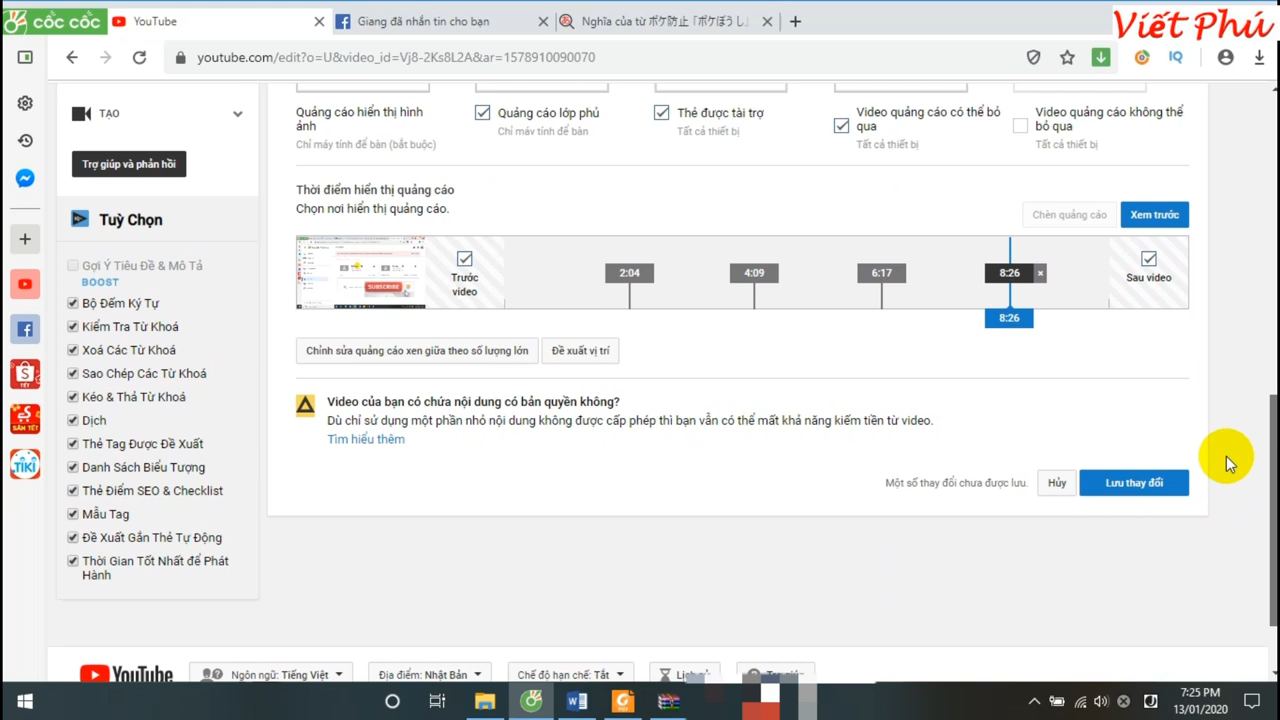 cốc cốc
YouTube
Giang đã nhắn tin cho bạn
Nghĩa của từ ボケ防止「ボケぼうし」
Viết Phú
youtube.com/edit?o=U&video_id=Vj8-2Ks8L2A&ar=1578910090070
IQ
TẠO
Trợ giúp và phản hồi
Tuỳ Chọn
Gợi Ý Tiêu Đề & Mô Tả
BOOST
Bộ Đếm Ký Tự
Kiểm Tra Từ Khoá
Xoá Các Từ Khoá
Sao Chép Các Từ Khoá
Kéo & Thả Từ Khoá
Dịch
Thẻ Tag Được Đề Xuất
Danh Sách Biểu Tượng
Thẻ Điểm SEO & Checklist
Mẫu Tag
Đề Xuất Gắn Thẻ Tự Động
Thời Gian Tốt Nhất để Phát
Hành
Quảng cáo hiển thị hình
ảnh
Chỉ máy tính để bàn (bắt buộc)
Quảng cáo lớp phủ
Chỉ máy tính để bàn
Thẻ được tài trợ
Tất cả thiết bị
Video quảng cáo có thể bỏ
qua
Tất cả thiết bị
Video quảng cáo không thể
bỏ qua
Tất cả thiết bị
Thời điểm hiển thị quảng cáo
Chọn nơi hiển thị quảng cáo.
Chèn quảng cáo
Xem trước
SUBSCRIBE
Trước
video
2:04
4:09
6:17
8:26
×
8:26
Sau video
Chỉnh sửa quảng cáo xen giữa theo số lượng lớn
Đề xuất vị trí
Video của bạn có chứa nội dung có bản quyền không?
Dù chỉ sử dụng một phần nhỏ nội dung không được cấp phép thì bạn vẫn có thể mất khả năng kiếm tiền từ video.
Tìm hiểu thêm
Một số thay đổi chưa được lưu.
Hủy
Lưu thay đổi
TIKI
YouTube
Ngôn ngữ: Tiếng Việt
Địa điểm: Nhật Bản
Chế độ hạn chế: Tắt
7:25 PM
13/01/2020